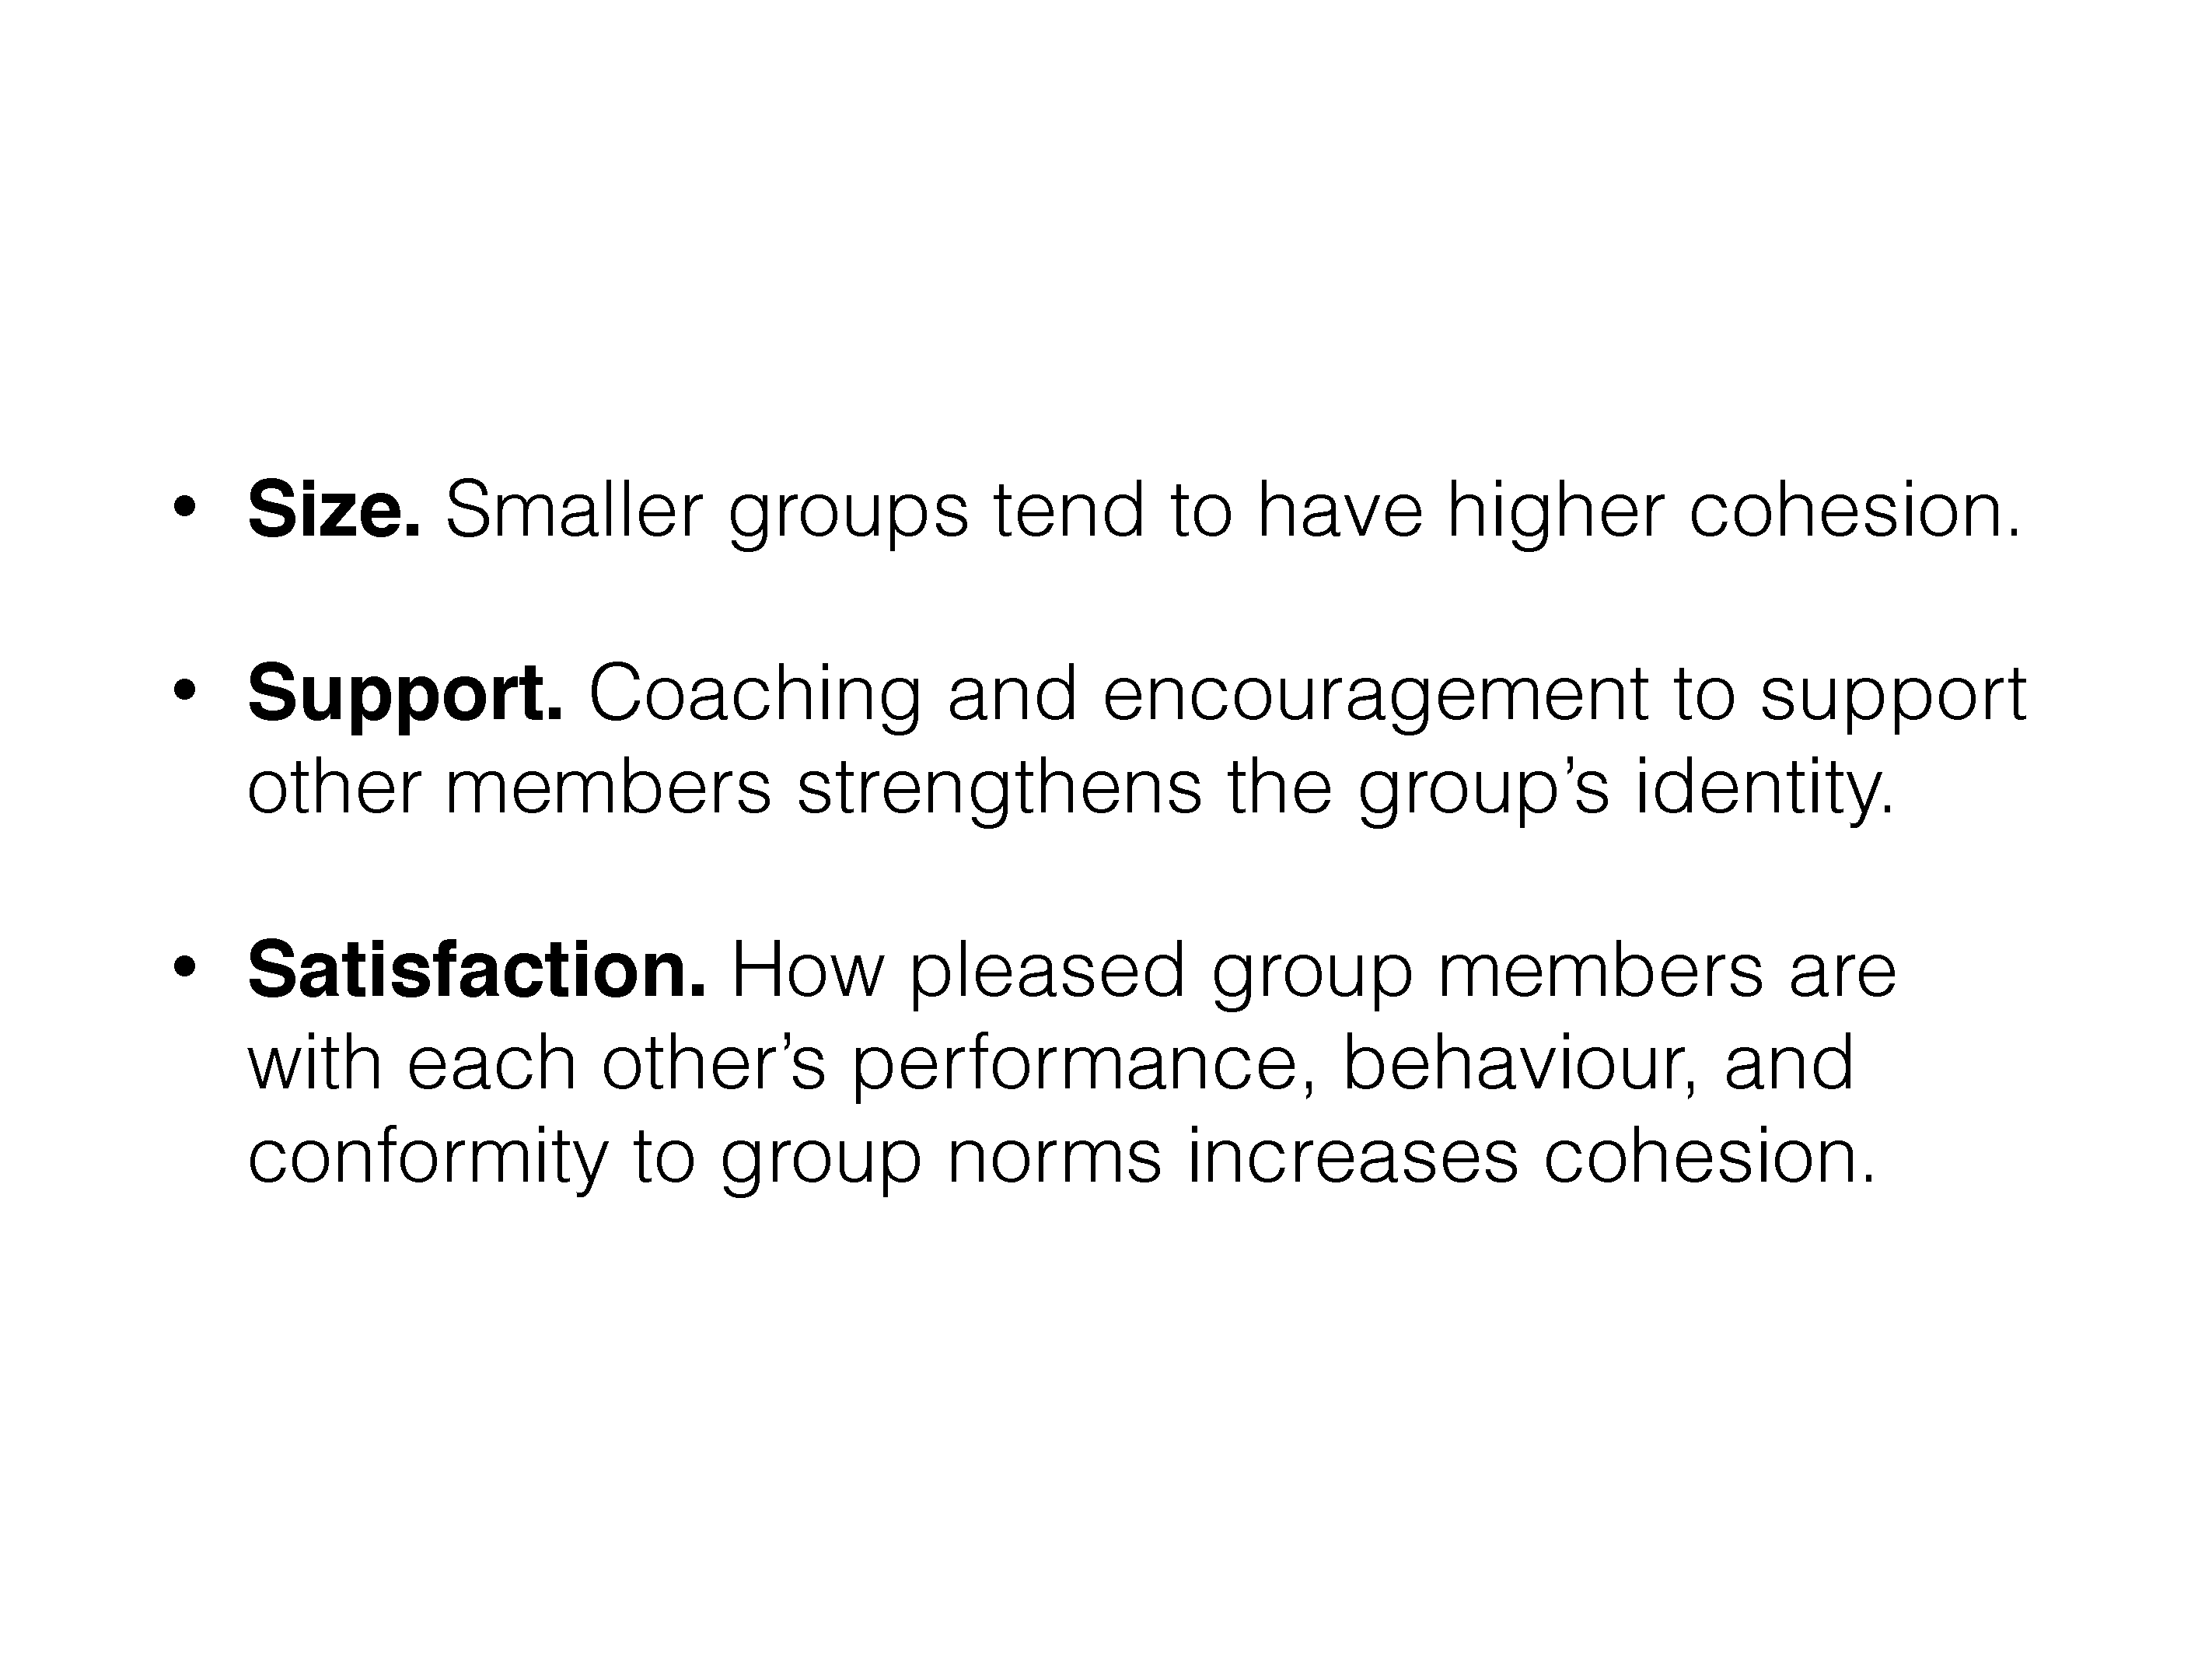 • Size. Smaller groups tend to have higher cohesion.
• Support. Coaching and encouragement to support
other members strengthens the group’s identity.
• Satisfaction. How pleased group members are
with each other’s performance, behaviour, and
conformity to group norms increases cohesion.